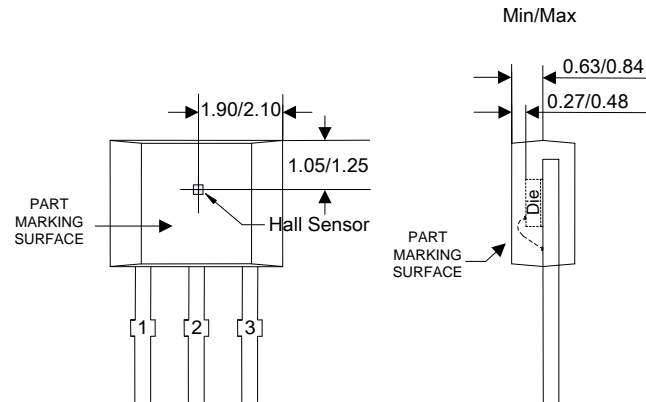 Min/Max
0.63/0.84
0.27/0.48
1.90/2.10
1.05/1.25
PART
MARKING
SURFACE
Hall Sensor
Die
PART
MARKING
SURFACE
1 2 3